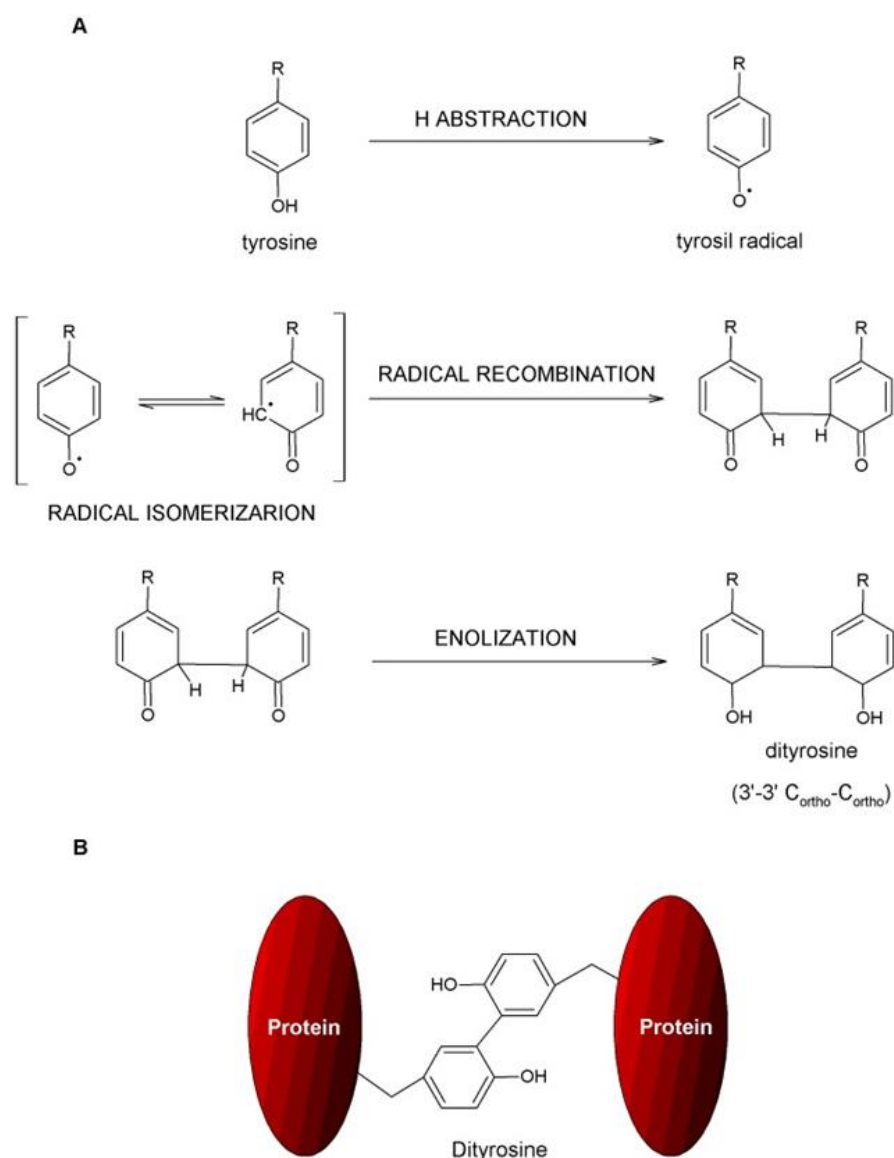 A
R
R
H ABSTRACTION
OH
O•
tyrosine
tyrosil radical
R
R
R
R
RADICAL RECOMBINATION
HC•
H
H
O•
O
O
O
RADICAL ISOMERIZARION
R
R
R
R
ENOLIZATION
H
H
O
O
OH
OH
dityrosine
(3'-3' Cortho-Cortho)
B
HO
Protein
Protein
OH
Dityrosine